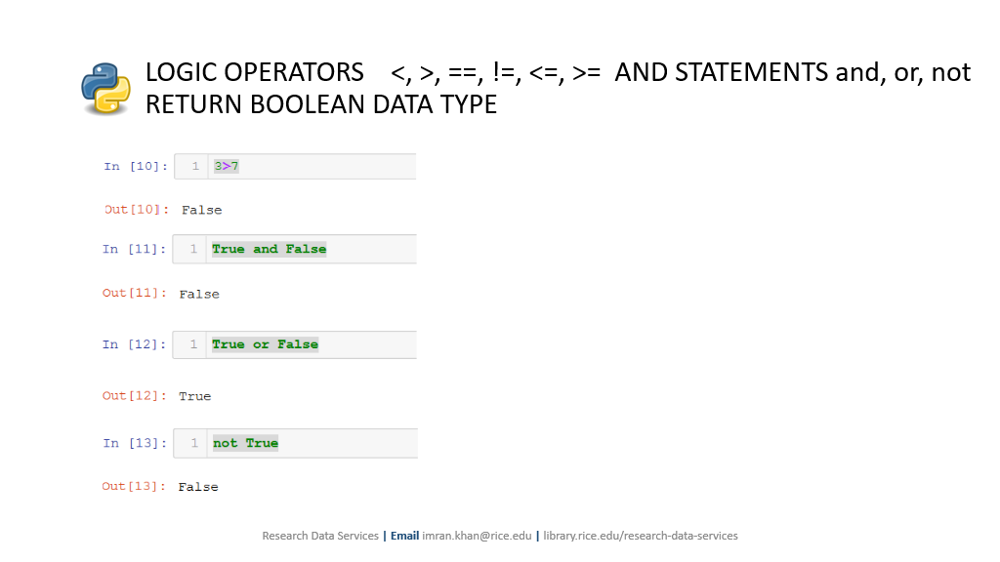 LOGIC OPERATORS <, >, ==, !=, <=, >= AND STATEMENTS and, or, not
RETURN BOOLEAN DATA TYPE
In [10]: 1 3>7
Out[10]: False
In [11]: 1 True and False
Out[11]: False
In [12]: 1 True or False
Out[12]: True
In [13]: 1 not True
Out[13]: False
Research Data Services | Email imran.khan@rice.edu | library.rice.edu/research-data-services